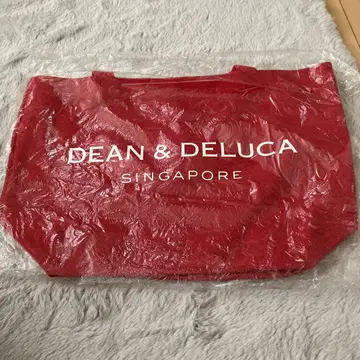 DEAN & DELUCA
SINGAPORE